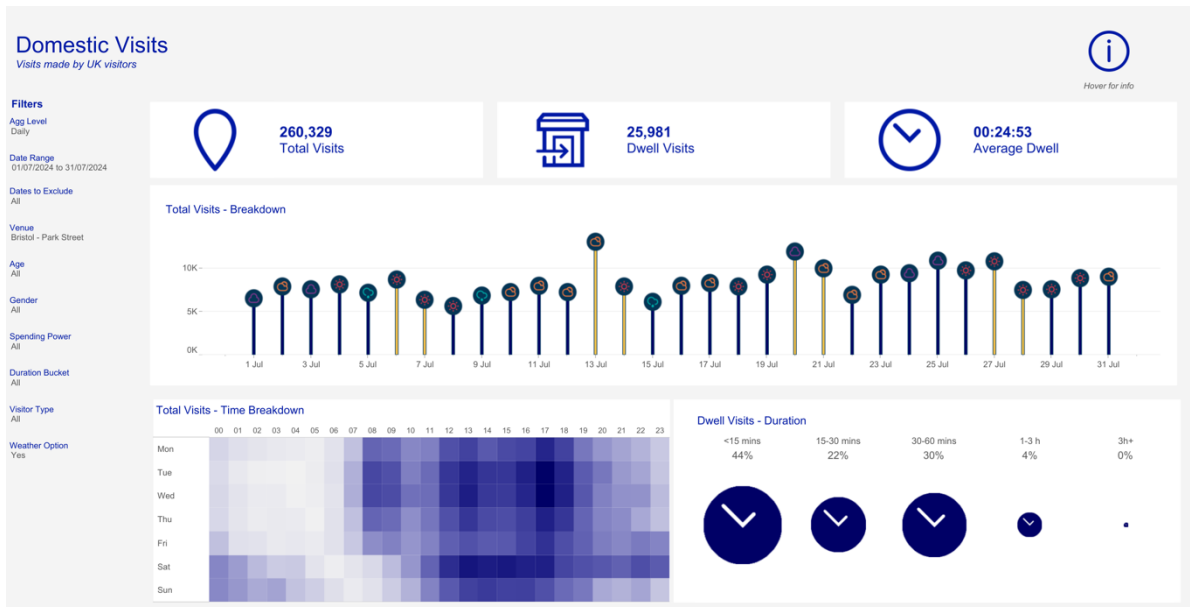 Domestic Visits
Visits made by UK visitors
Hover for info
Filters
Agg Level
Daily
Date Range
01/07/2024 to 31/07/2024
Dates to Exclude
All
Venue
Bristol - Park Street
Age
All
Gender
All
Spending Power
All
Duration Bucket
All
Visitor Type
All
Weather Option
Yes
260,329
Total Visits
25,981
Dwell Visits
00:24:53
Average Dwell
Total Visits - Breakdown
10K
5K
0K
1 Jul 3 Jul 5 Jul 7 Jul 9 Jul 11 Jul 13 Jul 15 Jul 17 Jul 19 Jul 21 Jul 23 Jul 25 Jul 27 Jul 29 Jul 31 Jul
Total Visits - Time Breakdown
00 01 02 03 04 05 06 07 08 09 10 11 12 13 14 15 16 17 18 19 20 21 22 23
Mon
Tue
Wed
Thu
Fri
Sat
Sun
Dwell Visits - Duration
<15 mins 15-30 mins 30-60 mins 1-3 h 3h+
44% 22% 30% 4% 0%